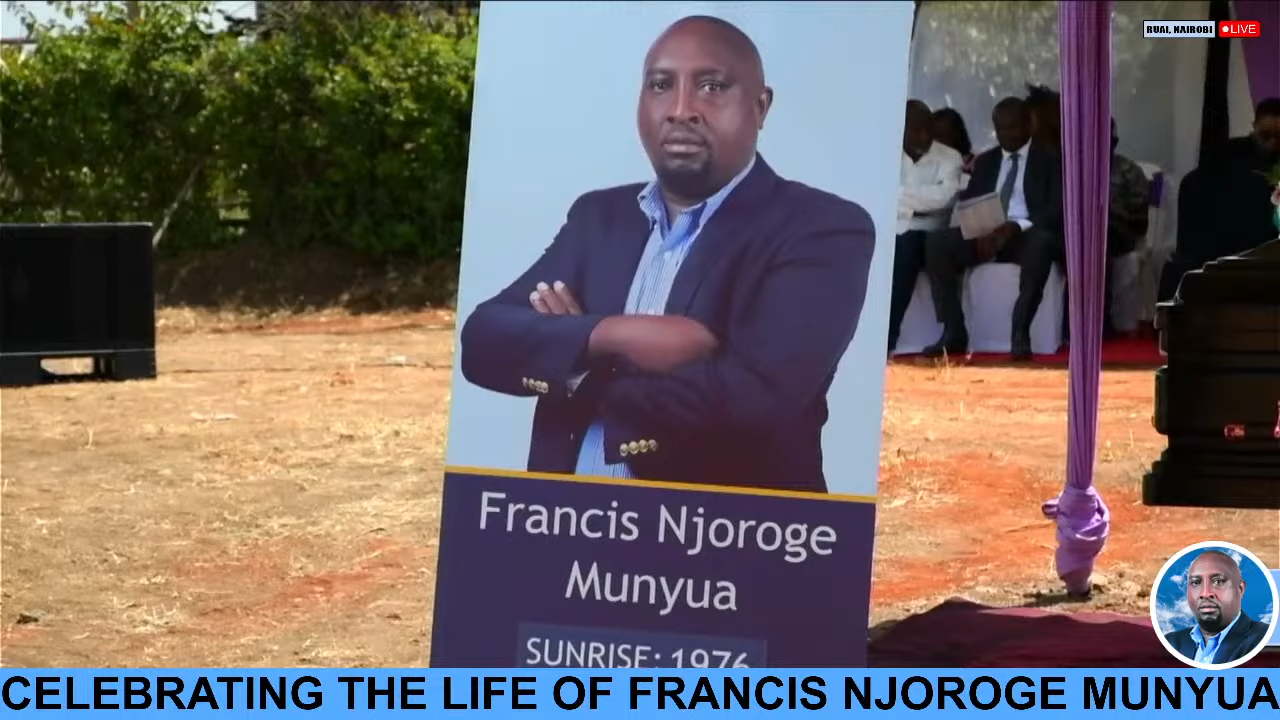 RUAI, NAIROBI
LIVE
Francis Njoroge
Munyua
SUNRISE: 1976
CELEBRATING THE LIFE OF FRANCIS NJOROGE MUNYUA